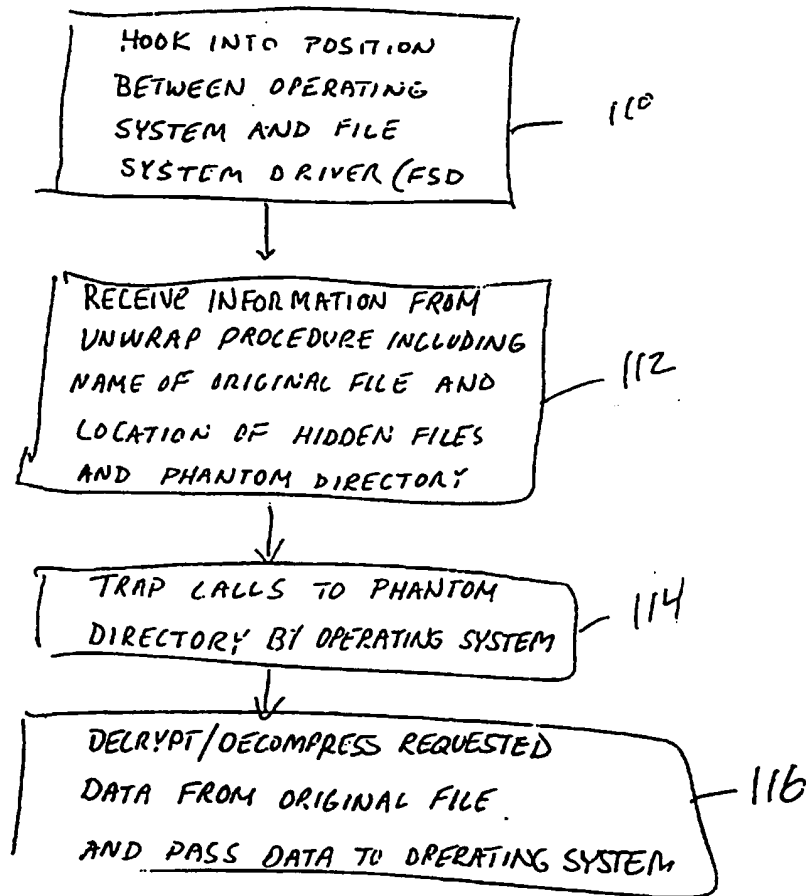 HOOK INTO POSITION
BETWEEN OPERATING
SYSTEM AND FILE
SYSTEM DRIVER (FSD
110
RECEIVE INFORMATION FROM
UNWRAP PROCEDURE INCLUDING
NAME OF ORIGINAL FILE AND
LOCATION OF HIDDEN FILES
AND PHANTOM DIRECTORY
112
TRAP CALLS TO PHANTOM
DIRECTORY BY OPERATING SYSTEM
114
DECRYPT/DECOMPRESS REQUESTED
DATA FROM ORIGINAL FILE
AND PASS DATA TO OPERATING SYSTEM
116